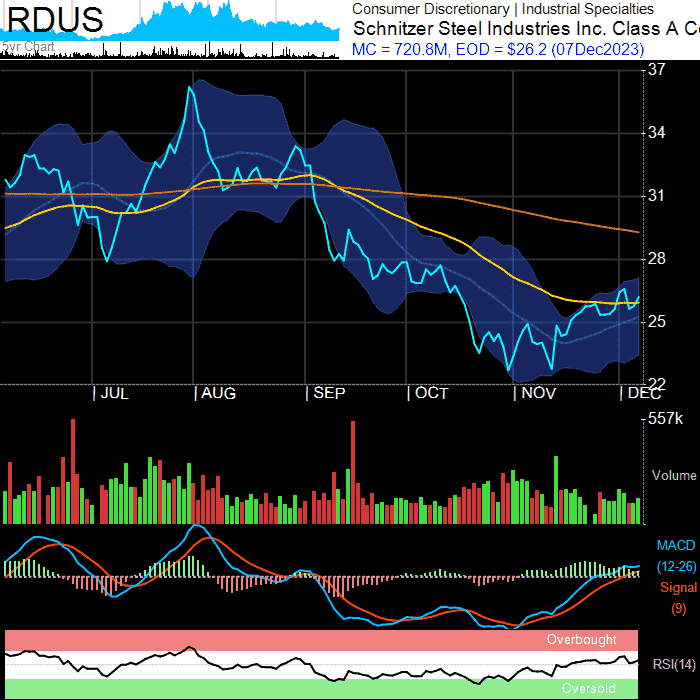 RDUS
5yr Chart
Consumer Discretionary | Industrial Specialties
Schnitzer Steel Industries Inc. Class A Co
MC = 720.8M, EOD = $26.2 (07Dec2023)
37
34
31
28
25
22
| JUL
| AUG
| SEP
| OCT
| NOV
| DEC
557k
Volume
MACD
(12-26)
Signal
(9)
Overbought
RSI(14)
Oversold